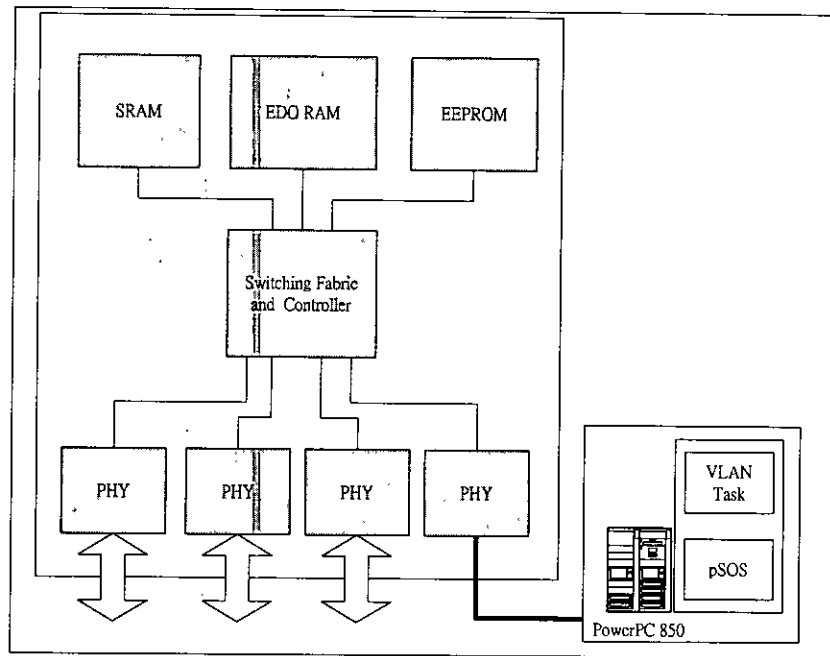 SRAM
EDO RAM
EEPROM
Switching Fabric
and Controller
PHY
PHY
PHY
PHY
VLAN
Task
pSOS
PowerPC 850